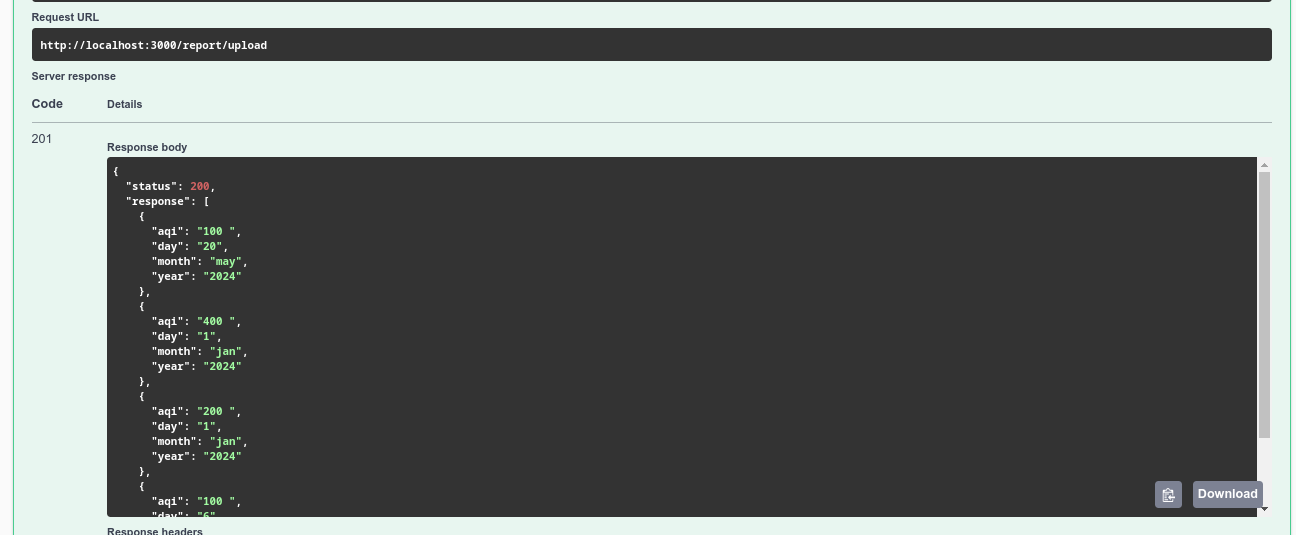 Request URL
http://localhost:3000/report/upload
Server response
Code Details
201
Response body
{
  "status": 200,
  "response": [
    {
      "aqi": "100 ",
      "day": "20",
      "month": "may",
      "year": "2024"
    },
    {
      "aqi": "400 ",
      "day": "1",
      "month": "jan",
      "year": "2024"
    },
    {
      "aqi": "200 ",
      "day": "1",
      "month": "jan",
      "year": "2024"
    },
    {
      "aqi": "100 ",
      "day": "6"
Download
Response headers